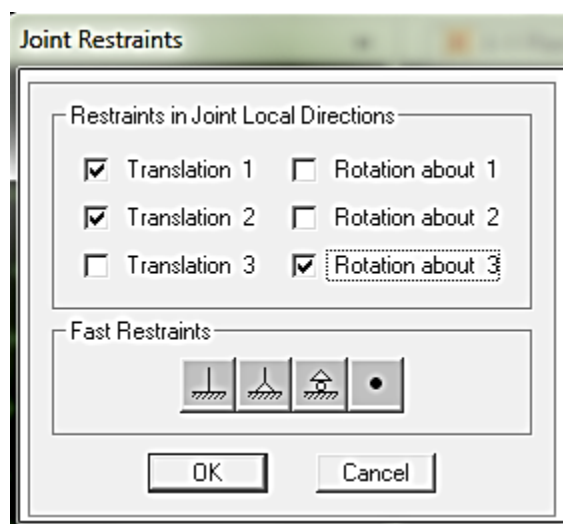 Joint Restraints
Restraints in Joint Local Directions
Translation 1 Rotation about 1
Translation 2 Rotation about 2
Translation 3 Rotation about 3
Fast Restraints
OK Cancel